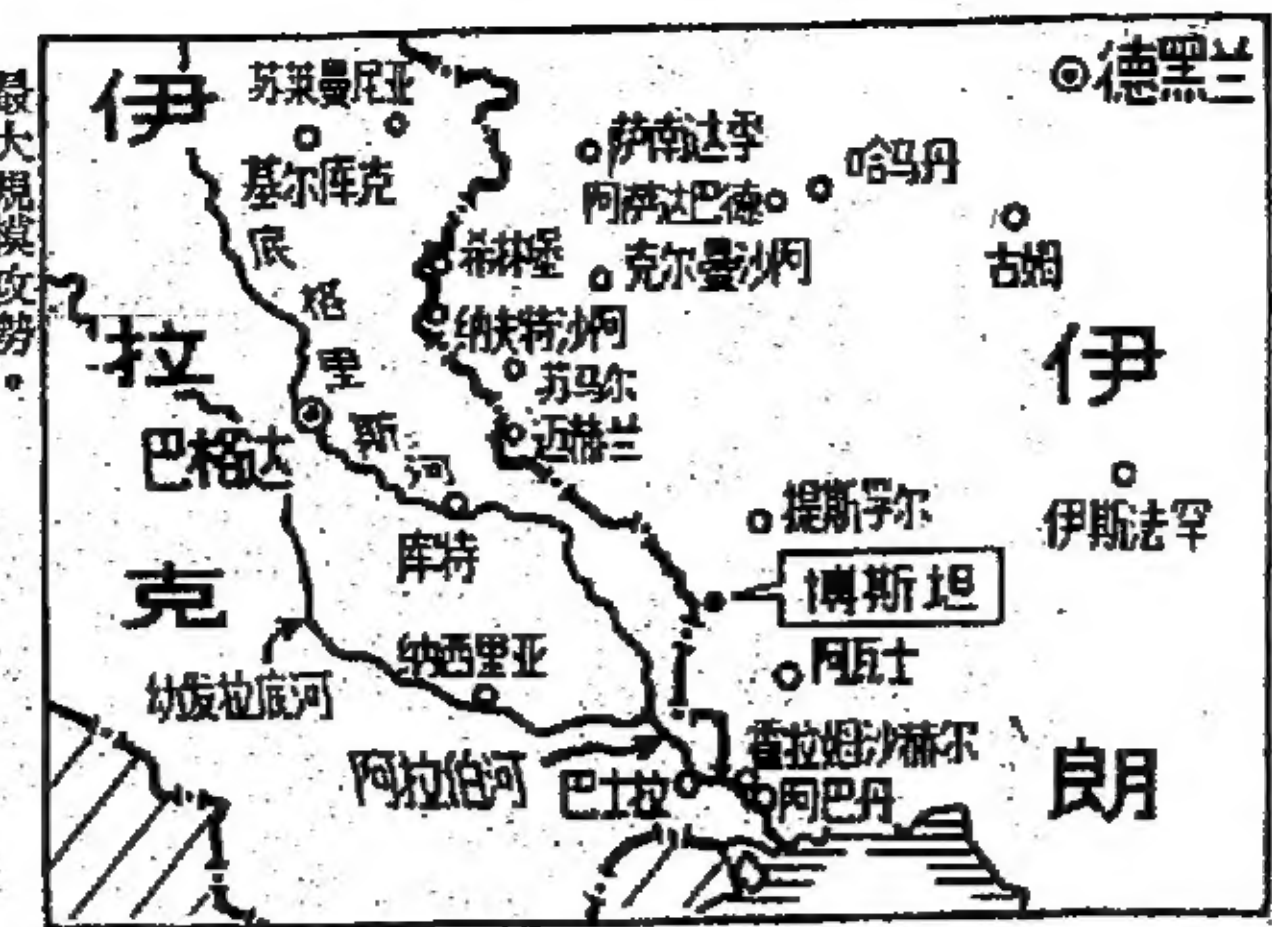 最大规模攻势。
德黑兰
伊
苏莱曼尼亚
基尔库克
萨南达季
哈马丹
阿萨达巴德
古姆
底格里斯河
希林堡
克尔曼沙阿
纳夫特沙阿
拉
伊
苏马尔
迈赫兰
巴格达
伊斯法罕
提斯孚尔
库特
博斯坦
克
纳西里亚
阿瓦士
幼发拉底河
霍拉姆沙赫尔
阿拉伯河
巴士拉
阿巴丹
朗